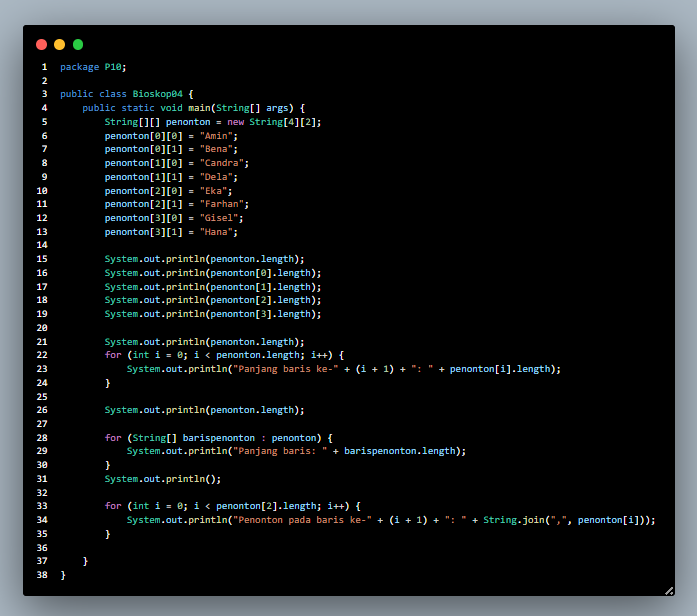 1 package P10;
2
3 public class Bioskop04 {
4 public static void main(String[] args) {
5 String[][] penonton = new String[4][2];
6 penonton[0][0] = "Amin";
7 penonton[0][1] = "Bena";
8 penonton[1][0] = "Candra";
9 penonton[1][1] = "Dela";
10 penonton[2][0] = "Eka";
11 penonton[2][1] = "Farhan";
12 penonton[3][0] = "Gisel";
13 penonton[3][1] = "Hana";
14
15 System.out.println(penonton.length);
16 System.out.println(penonton[0].length);
17 System.out.println(penonton[1].length);
18 System.out.println(penonton[2].length);
19 System.out.println(penonton[3].length);
20
21 System.out.println(penonton.length);
22 for (int i = 0; i < penonton.length; i++) {
23 System.out.println("Panjang baris ke-" + (i + 1) + ": " + penonton[i].length);
24 }
25
26 System.out.println(penonton.length);
27
28 for (String[] barispenonton : penonton) {
29 System.out.println("Panjang baris: " + barispenonton.length);
30 }
31 System.out.println();
32
33 for (int i = 0; i < penonton[2].length; i++) {
34 System.out.println("Penonton pada baris ke-" + (i + 1) + ": " + String.join(",", penonton[i]));
35 }
36
37 }
38 }